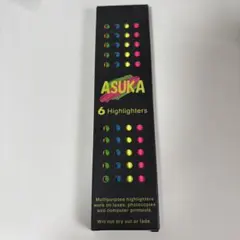 ASUKA
6 Highlighters
Multipurpose highlighters
work on faxes, photocopies
and computer printouts.
Will not dry out or fade.